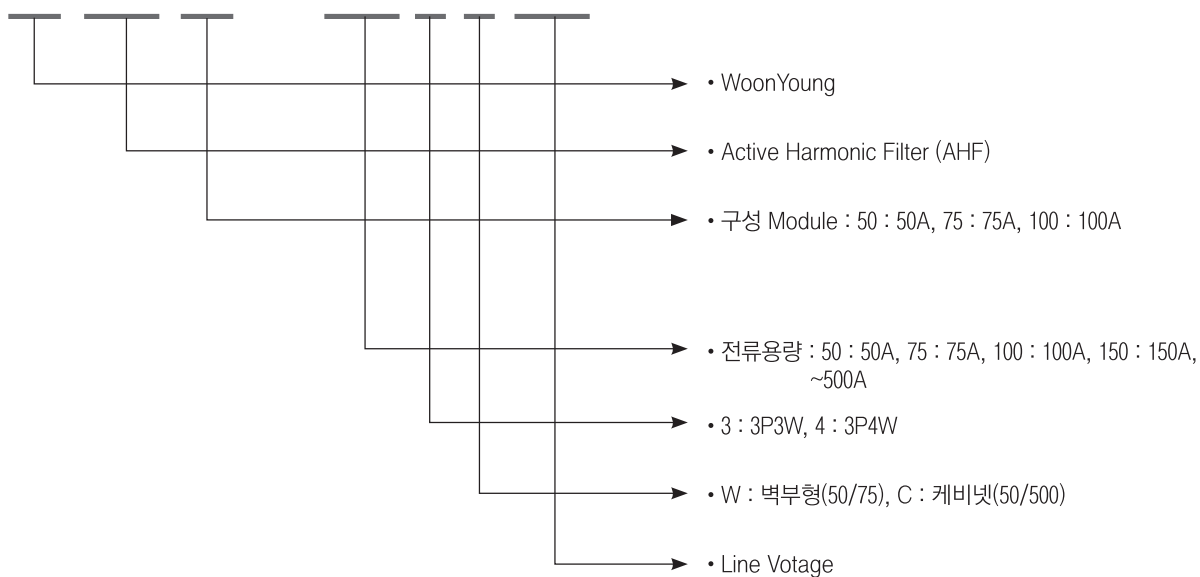 • WoonYoung
• Active Harmonic Filter (AHF)
• 구성 Module : 50 : 50A, 75 : 75A, 100 : 100A
• 전류용량 : 50 : 50A, 75 : 75A, 100 : 100A, 150 : 150A,
~500A
• 3 : 3P3W, 4 : 3P4W
• W : 벽부형(50/75), C : 케비넷(50/500)
• Line Votage